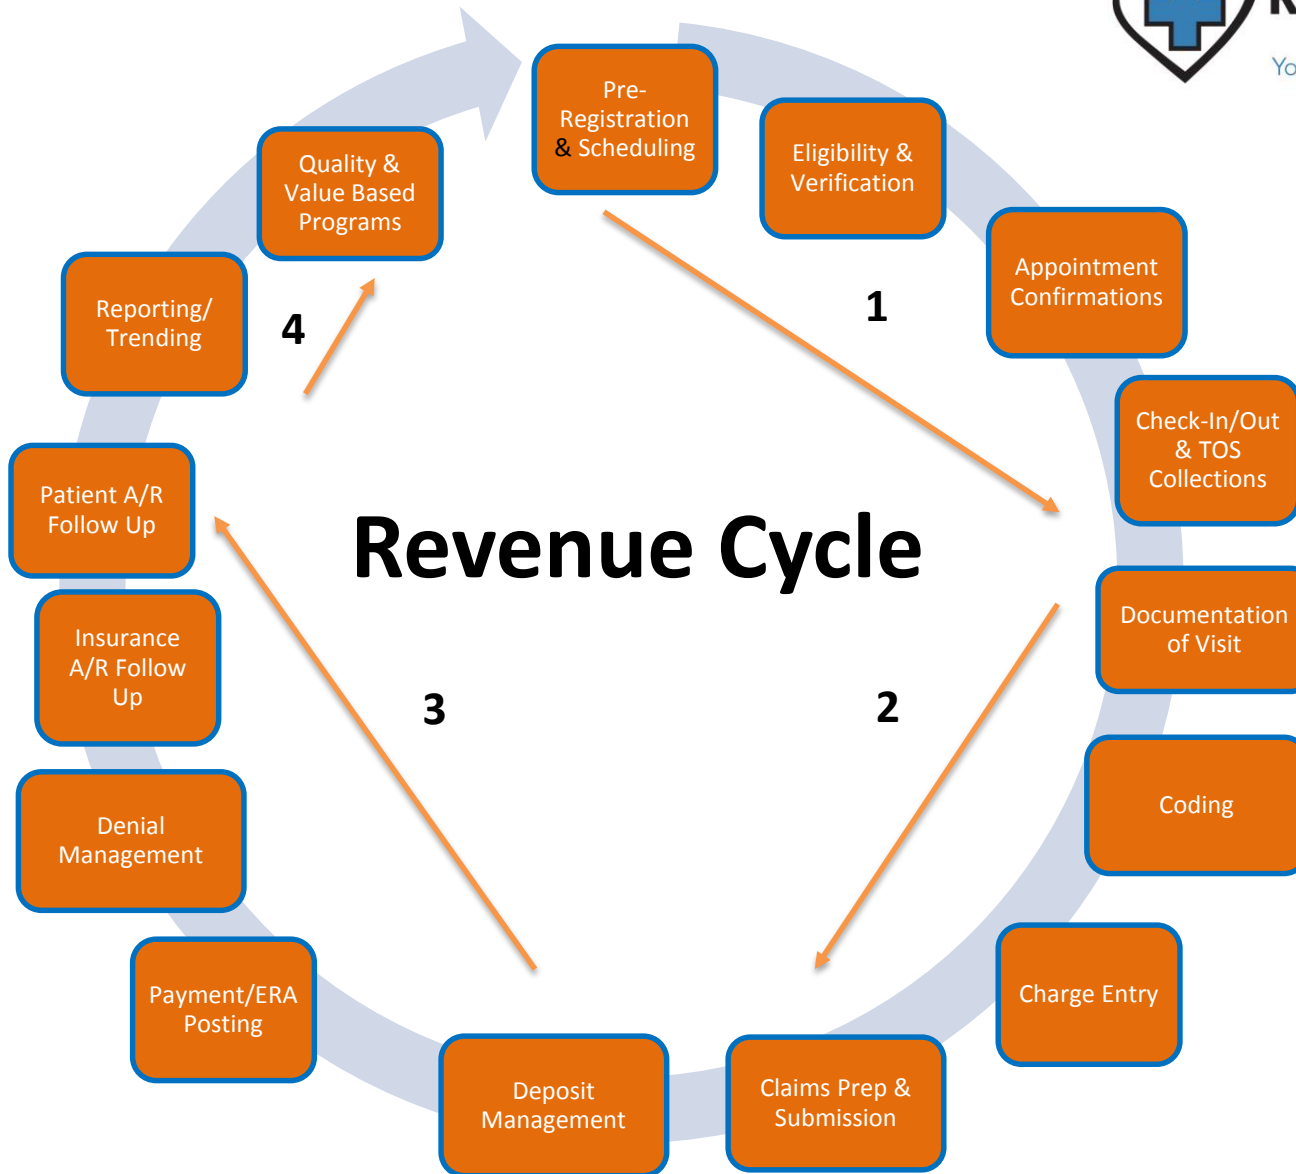 Pre-
Registration
& Scheduling
Eligibility &
Verification
Appointment
Confirmations
Check-In/Out
& TOS
Collections
Documentation
of Visit
Coding
Charge Entry
Claims Prep &
Submission
Deposit
Management
Payment/ERA
Posting
Denial
Management
Insurance
A/R Follow
Up
Patient A/R
Follow Up
Reporting/
Trending
Quality &
Value Based
Programs
1
2
3
4
Revenue Cycle
Yo